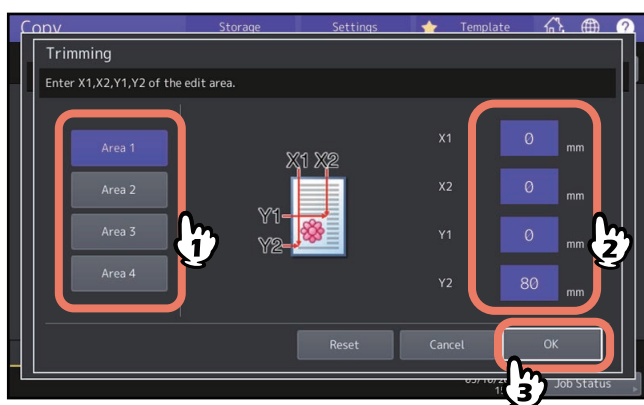 Copy Storage Settings Template ?
Trimming
Enter X1,X2,Y1,Y2 of the edit area.
Area 1
Area 2
Area 3
Area 4
1
X1 X2
Y1
Y2
X1 0 mm
X2 0 mm
Y1 0 mm
Y2 80 mm
2
Reset Cancel OK
3
Job Status